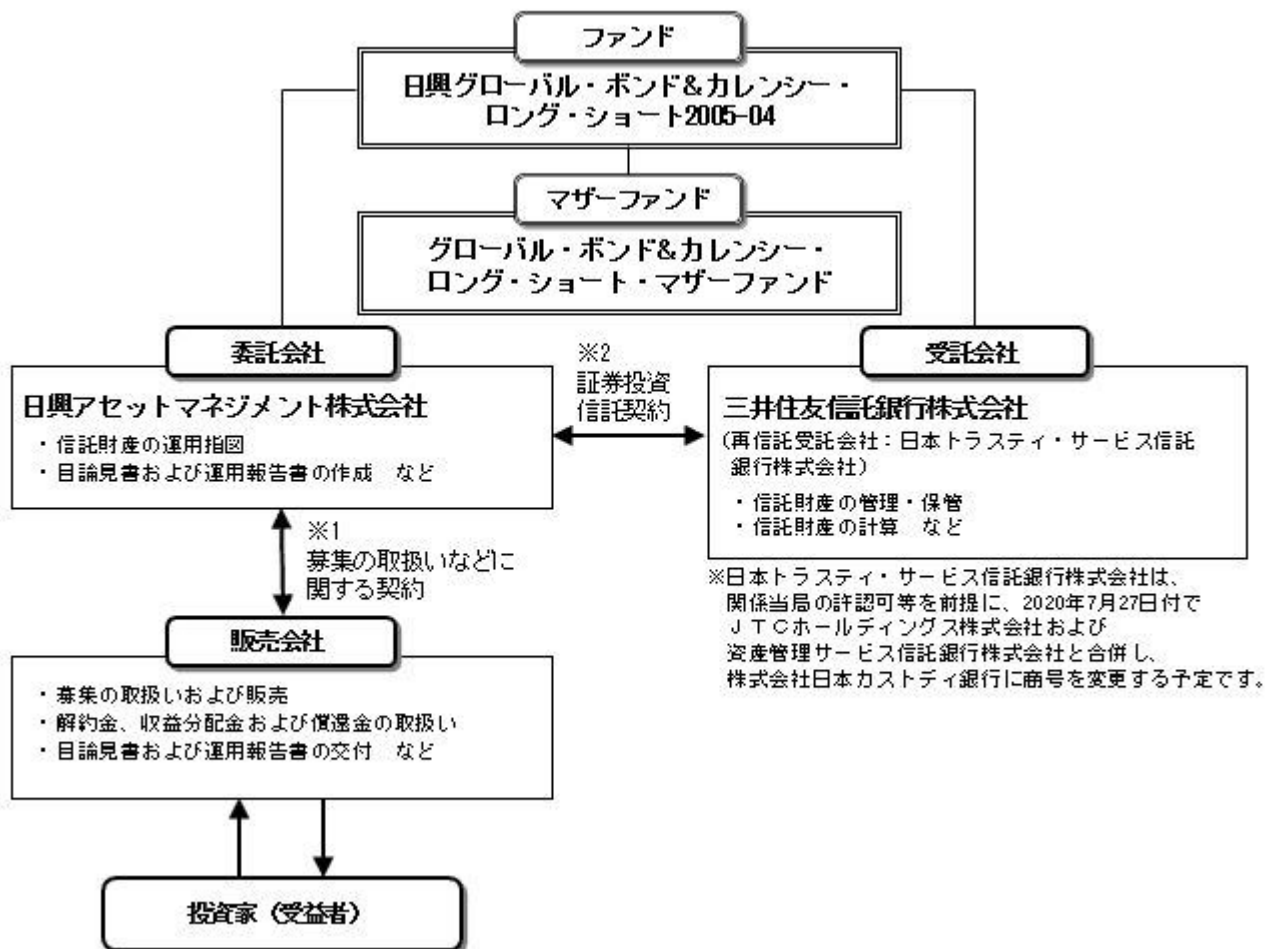 ファンド
日興グローバル・ボンド&カレンシー・
ロング・ショート2005-04
マザーファンド
グローバル・ボンド&カレンシー・
ロング・ショート・マザーファンド
委託会社
日興アセットマネジメント株式会社
・信託財産の運用指図
・目論見書および運用報告書の作成　など
※2
証券投資
信託契約
受託会社
三井住友信託銀行株式会社
(再信託受託会社：日本トラスティ・サービス信託
銀行株式会社)
・信託財産の管理・保管
・信託財産の計算　など
※1
募集の取扱いなどに
関する契約
※日本トラスティ・サービス信託銀行株式会社は、
関係当局の許認可等を前提に、2020年7月27日付で
ＪＴＣホールディングス株式会社および
資産管理サービス信託銀行株式会社と合併し、
株式会社日本カストディ銀行に商号を変更する予定です。
販売会社
・募集の取扱いおよび販売
・解約金、収益分配金および償還金の取扱い
・目論見書および運用報告書の交付　など
投資家（受益者）